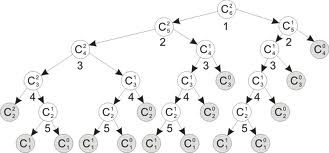 C₆²
1
C₅² C₅¹
2 2
C₄² C₄¹ C₄¹ C₄⁰
3 3 3
C₃² C₃¹ C₃¹ C₃⁰ C₃¹ C₃⁰
4 4 4 4
C₂² C₂¹ C₂¹ C₂⁰ C₂¹ C₂⁰ C₂¹ C₂⁰
5 5 5 5
C₁¹ C₁⁰ C₁¹ C₁⁰ C₁¹ C₁⁰ C₁¹ C₁⁰